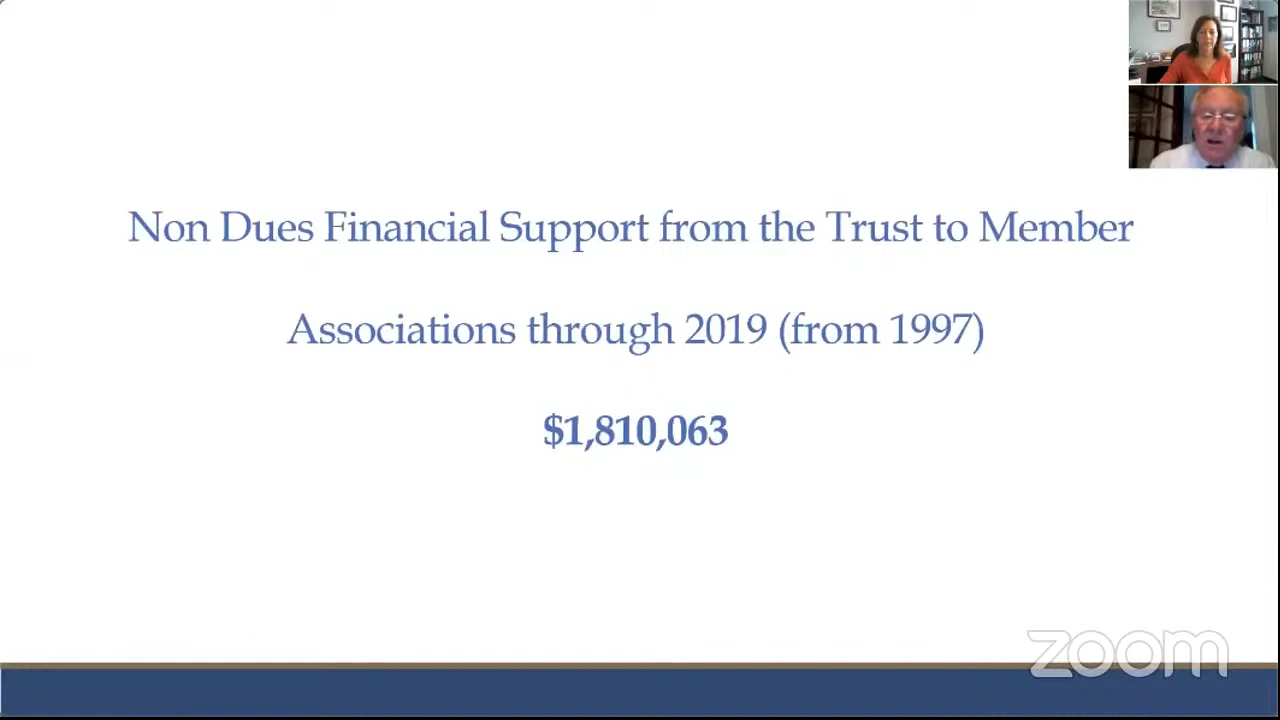 Non Dues Financial Support from the Trust to Member
Associations through 2019 (from 1997)
$1,810,063
zoom